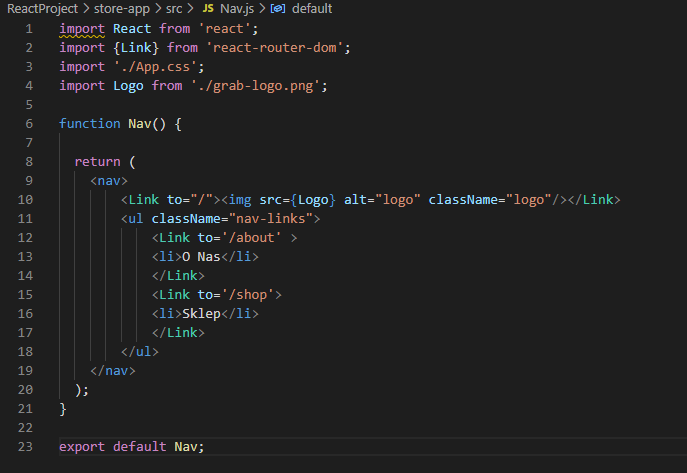 ReactProject > store-app > src > JS Nav.js > default
1 import React from 'react';
2 import {Link} from 'react-router-dom';
3 import './App.css';
4 import Logo from './grab-logo.png';
5
6 function Nav() {
7
8 return (
9 <nav>
10 <Link to="/"><img src={Logo} alt="logo" className="logo"/></Link>
11 <ul className="nav-links">
12 <Link to='/about' >
13 <li>O Nas</li>
14 </Link>
15 <Link to='/shop'>
16 <li>Sklep</li>
17 </Link>
18 </ul>
19 </nav>
20 );
21 }
22
23 export default Nav;